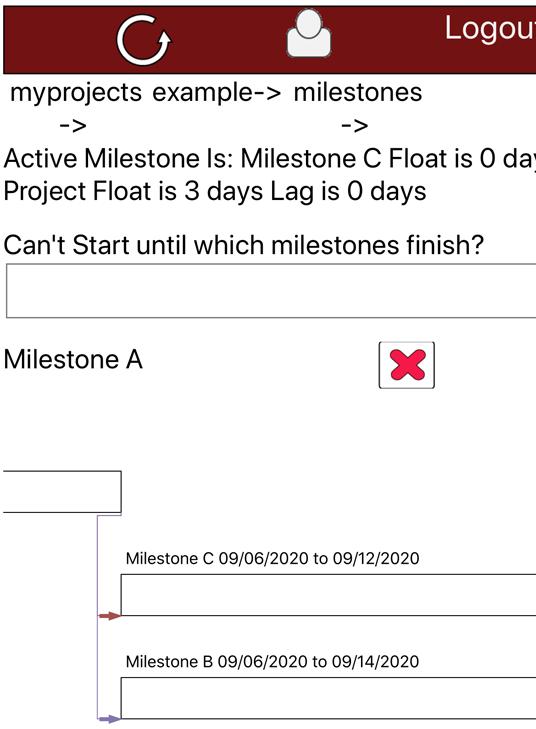 Logou
myprojects example-> milestones
-> ->
Active Milestone Is: Milestone C Float is 0 da
Project Float is 3 days Lag is 0 days
Can't Start until which milestones finish?
Milestone A
Milestone C 09/06/2020 to 09/12/2020
Milestone B 09/06/2020 to 09/14/2020